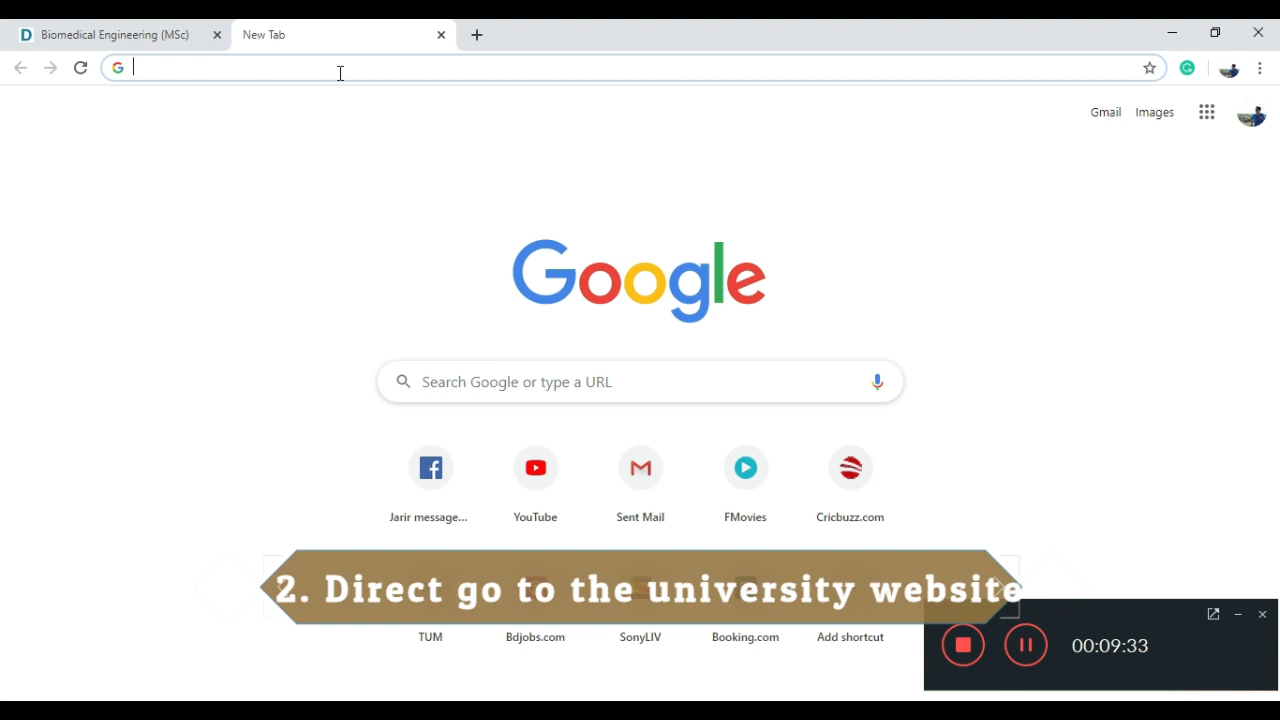 Biomedical Engineering (MSc)
New Tab
Gmail Images
Google
Search Google or type a URL
Jarir message... YouTube Sent Mail FMovies Cricbuzz.com
2. Direct go to the university website
TUM Bdjobs.com SonyLIV Booking.com Add shortcut
00:09:33